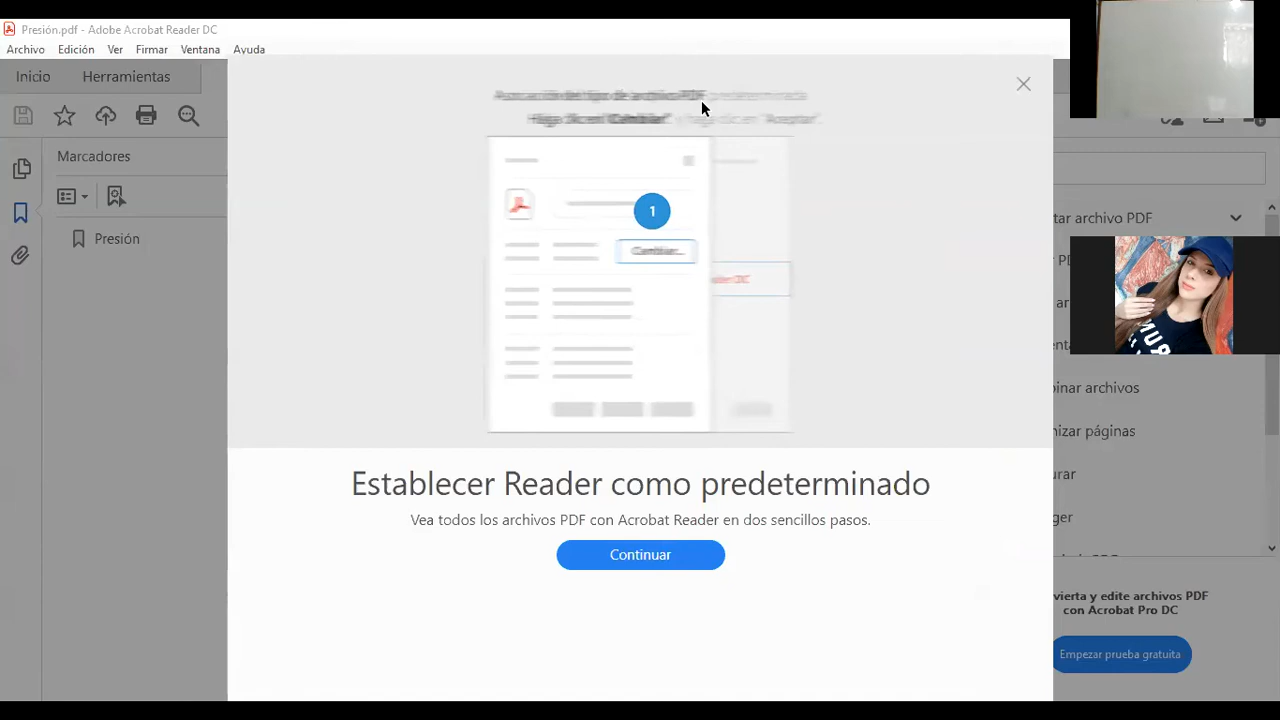 Presión.pdf - Adobe Acrobat Reader DC
Archivo Edición Ver Firmar Ventana Ayuda
Inicio Herramientas
Marcadores
Presión
1
tar archivo PDF
inar archivos
nizar páginas
urar
ger
Establecer Reader como predeterminado
Vea todos los archivos PDF con Acrobat Reader en dos sencillos pasos.
Continuar
vierta y edite archivos PDF
con Acrobat Pro DC
Empezar prueba gratuita